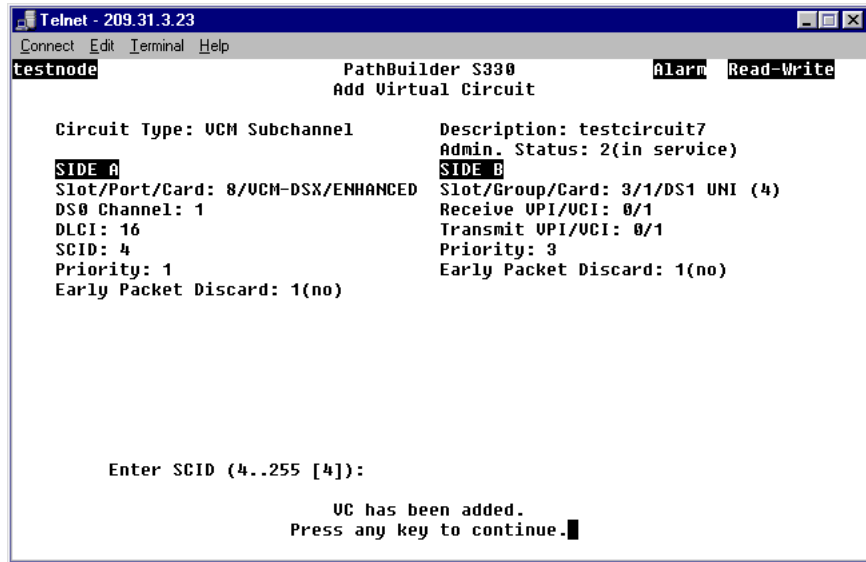 Telnet - 209.31.3.23
Connect Edit Terminal Help
testnode PathBuilder S330 Alarm Read-Write
Add Virtual Circuit
Circuit Type: VCM Subchannel Description: testcircuit7
Admin. Status: 2(in service)
SIDE A SIDE B
Slot/Port/Card: 8/VCM-DSX/ENHANCED Slot/Group/Card: 3/1/DS1 UNI (4)
DS0 Channel: 1 Receive VPI/VCI: 0/1
DLCI: 16 Transmit VPI/VCI: 0/1
SCID: 4 Priority: 3
Priority: 1 Early Packet Discard: 1(no)
Early Packet Discard: 1(no)
Enter SCID (4..255 [4]):
VC has been added.
Press any key to continue.